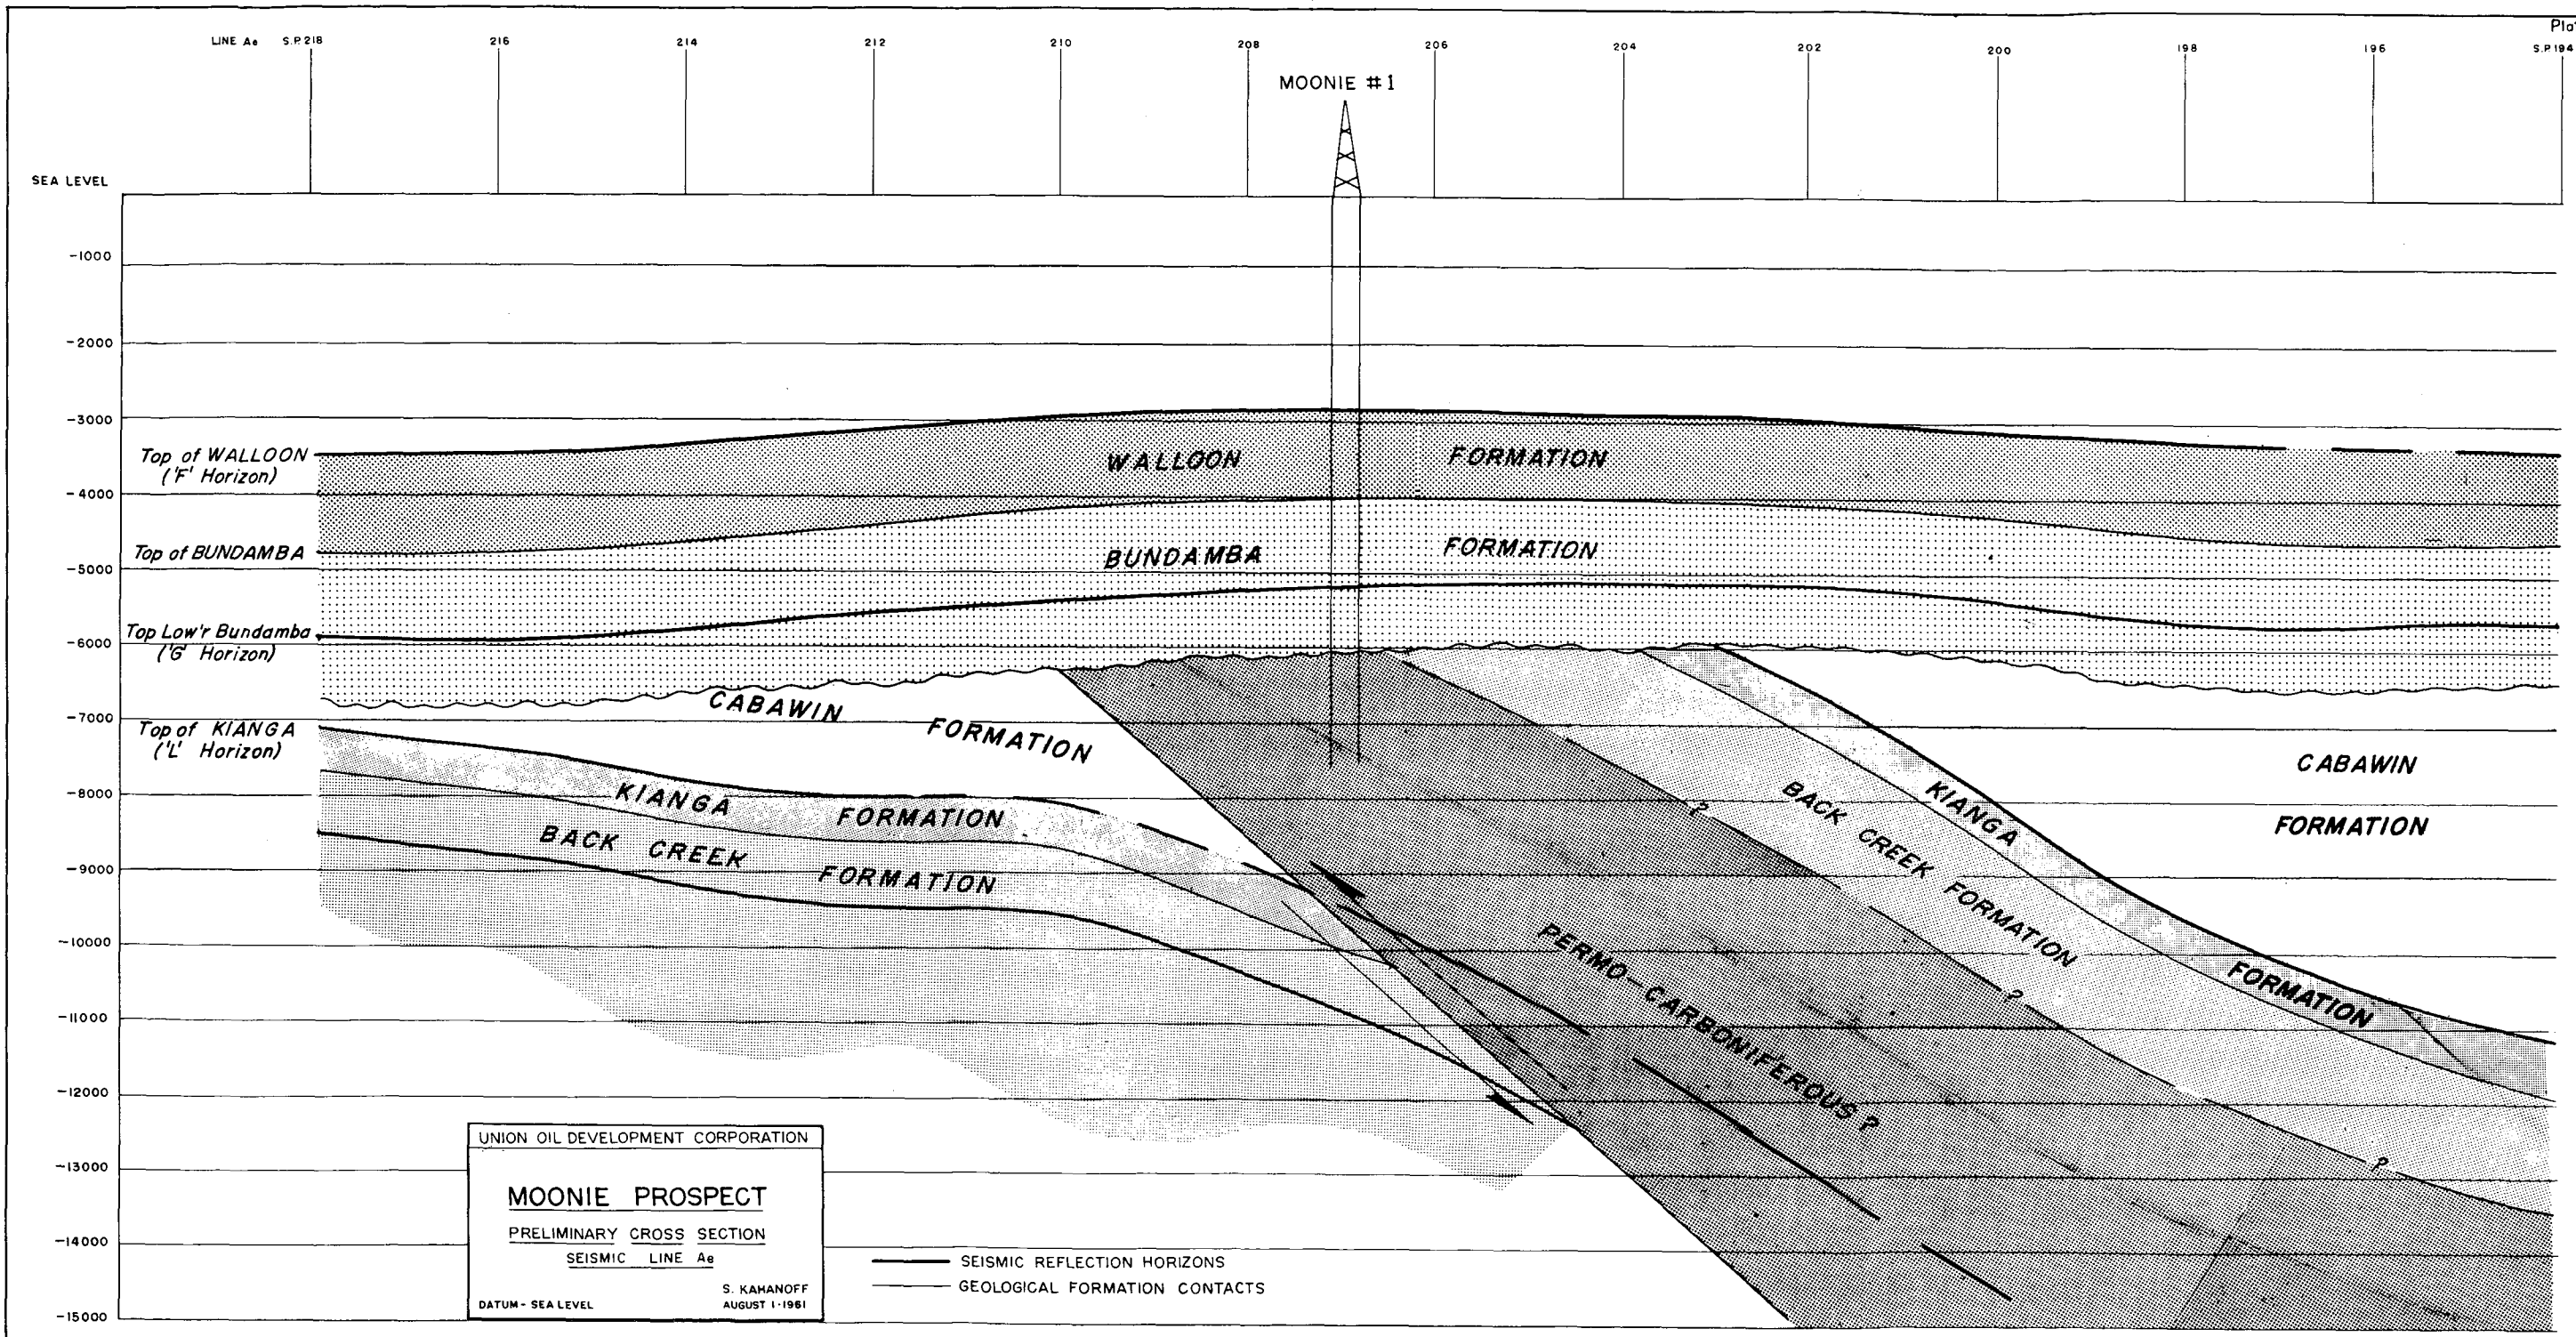 Plat
LINE Ae S.P. 218 216 214 212 210 208 206 204 202 200 198 196 S.P. 194
MOONIE #1
SEA LEVEL
-1000
-2000
-3000
Top of WALLOON
('F' Horizon)
WALLOON FORMATION
-4000
Top of BUNDAMBA
BUNDAMBA FORMATION
-5000
Top Low'r Bundamba
('G' Horizon)
-6000
CABAWIN FORMATION
-7000
Top of KIANGA
('L' Horizon)
CABAWIN
FORMATION
-8000
KIANGA FORMATION
BACK CREEK FORMATION
-9000
KIANGA FORMATION
BACK CREEK FORMATION
PERMO-CARBONIFEROUS ?
?
?
?
-10000
-11000
-12000
-13000
-14000
-15000
UNION OIL DEVELOPMENT CORPORATION
MOONIE PROSPECT
PRELIMINARY CROSS SECTION
SEISMIC LINE Ae
S. KAHANOFF
DATUM - SEA LEVEL AUGUST 1-1961
SEISMIC REFLECTION HORIZONS
GEOLOGICAL FORMATION CONTACTS